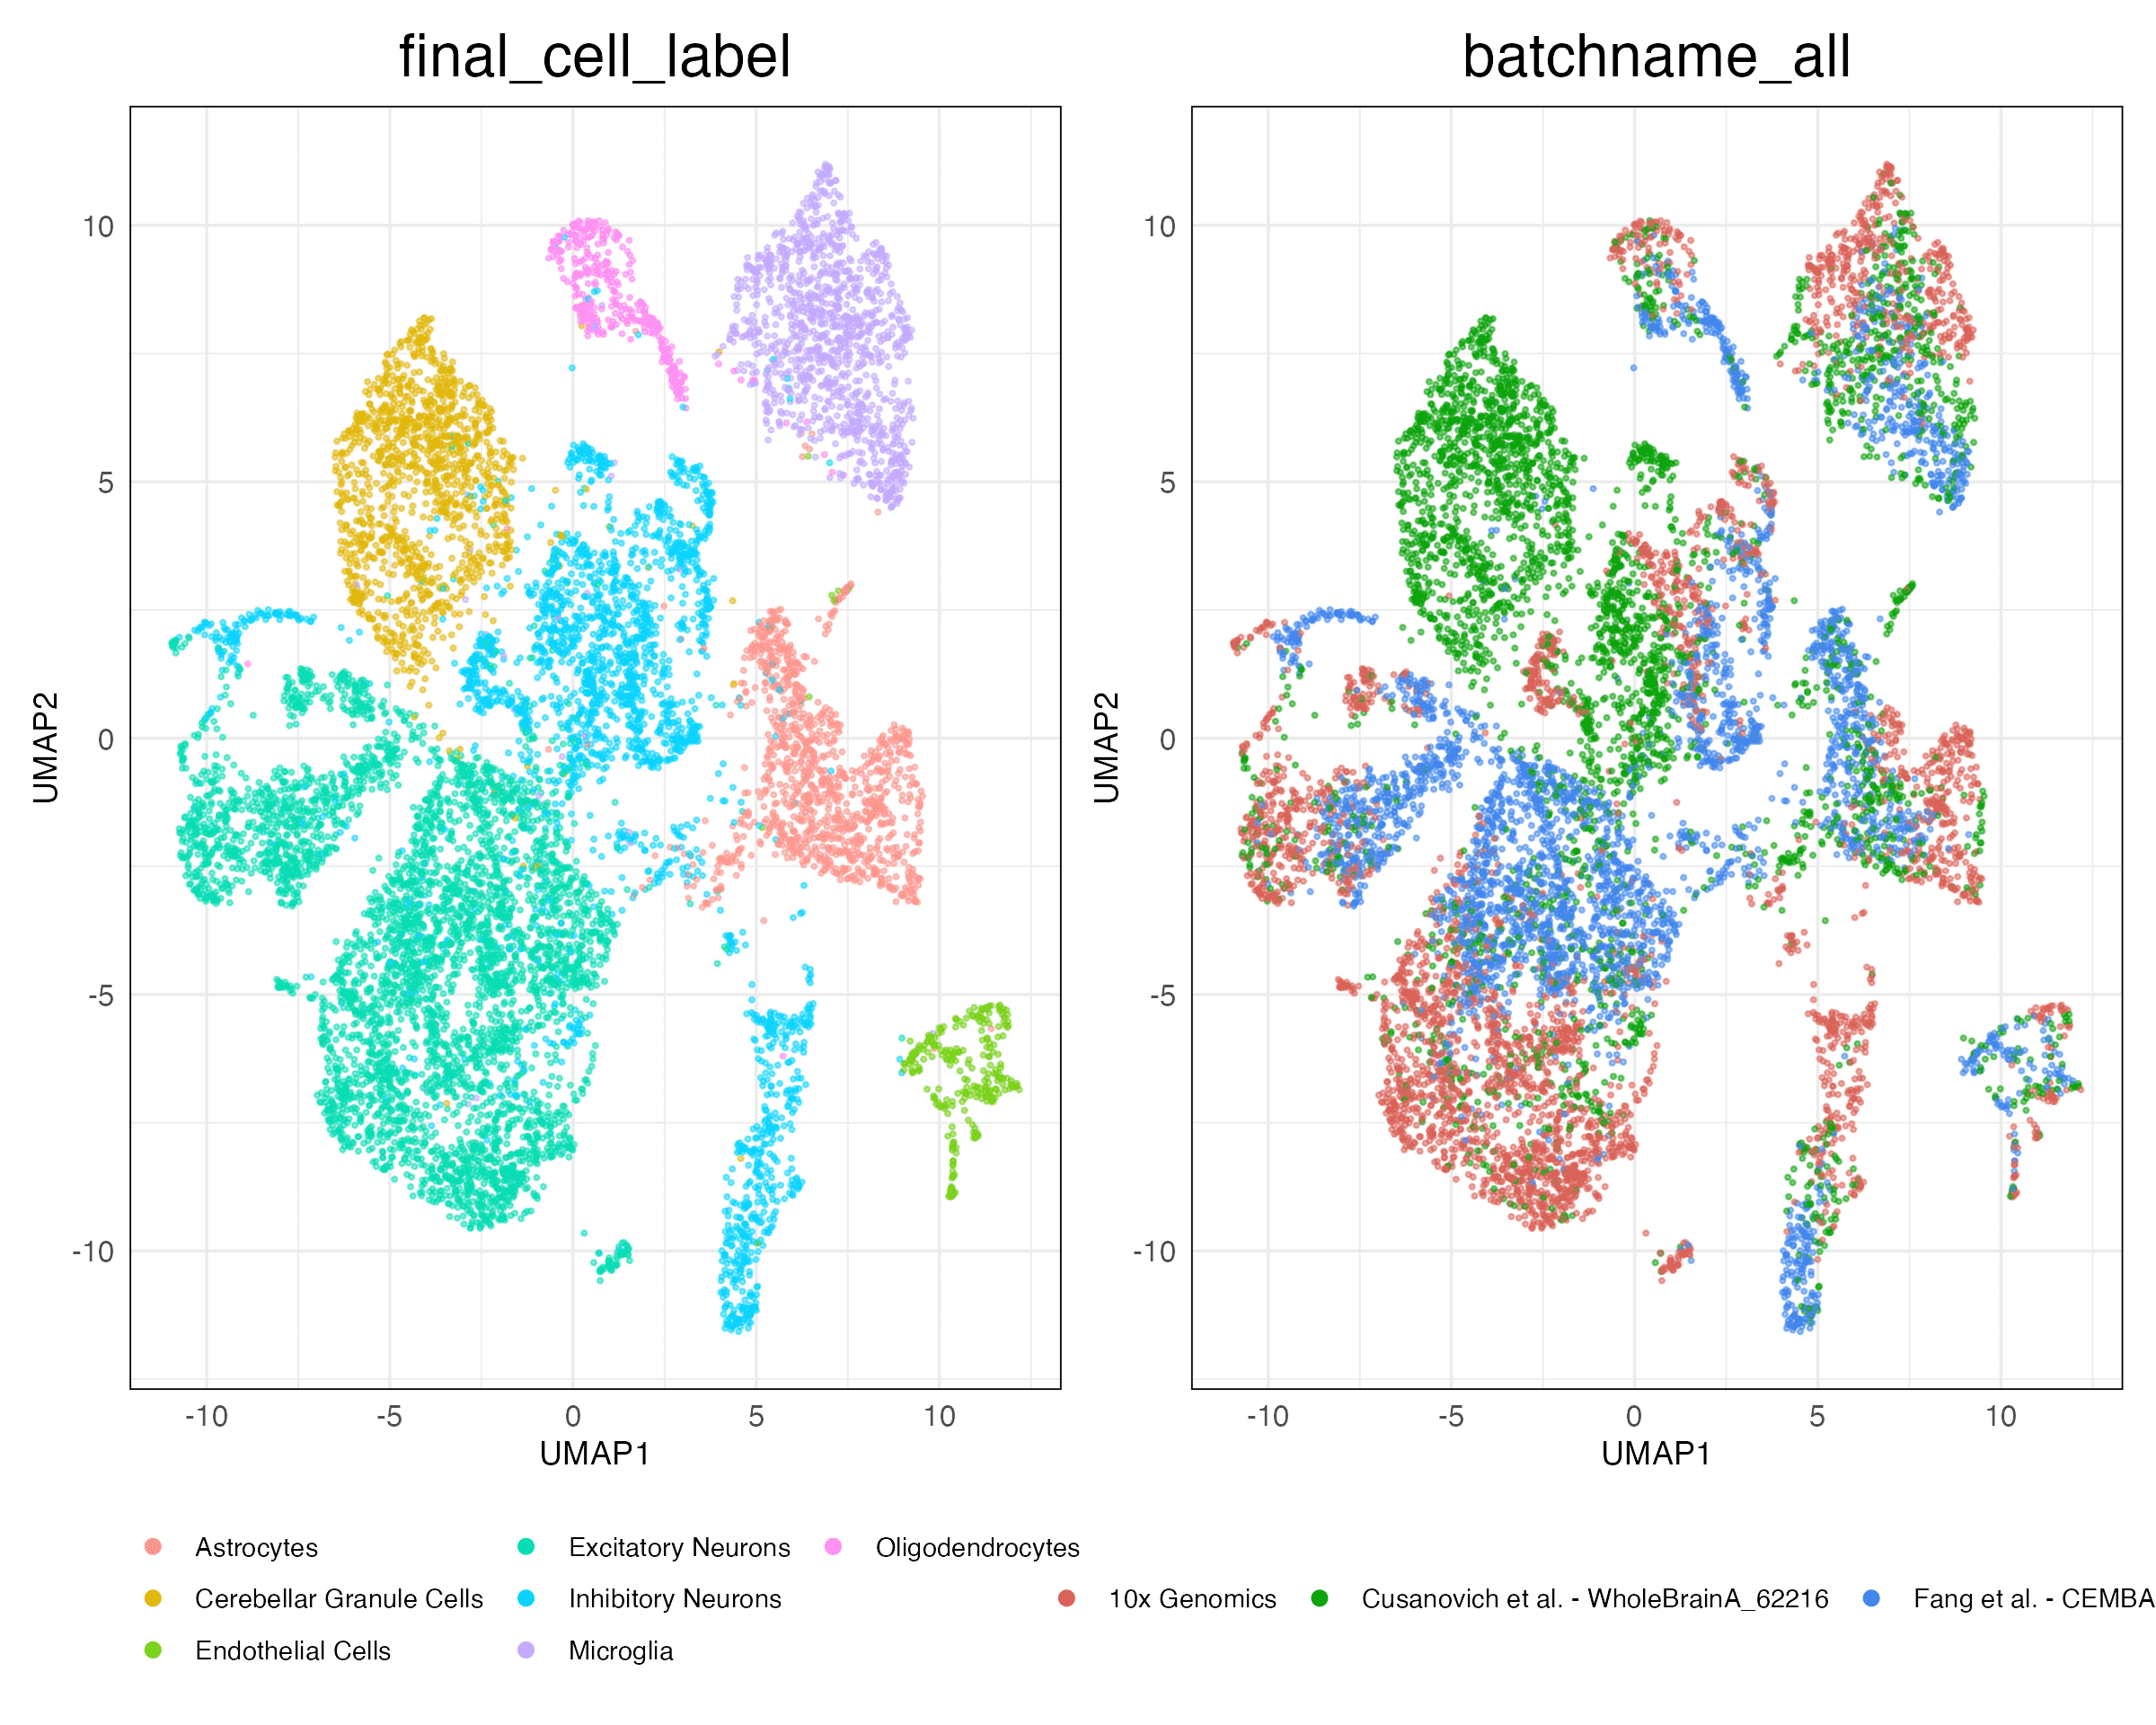 final_cell_label
batchname_all
10
5
0
-5
-10
UMAP2
-10 -5 0 5 10
UMAP1
10
5
0
-5
-10
UMAP2
-10 -5 0 5 10
UMAP1
Astrocytes Excitatory Neurons Oligodendrocytes
Cerebellar Granule Cells Inhibitory Neurons
Endothelial Cells Microglia
10x Genomics Cusanovich et al. - WholeBrainA_62216 Fang et al. - CEMBA